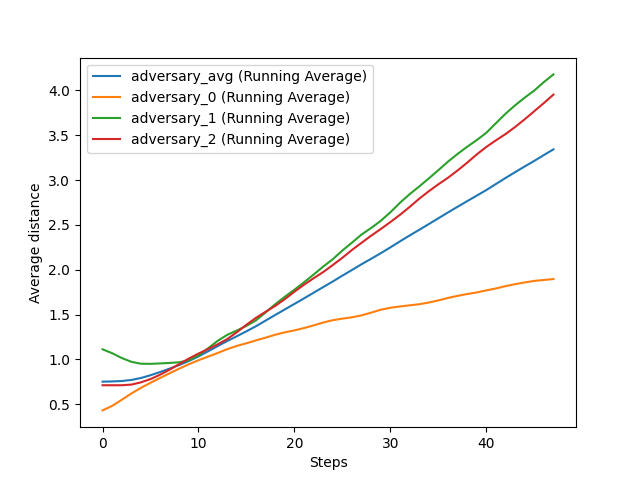 adversary_avg (Running Average)
adversary_0 (Running Average)
adversary_1 (Running Average)
adversary_2 (Running Average)
4.0
3.5
3.0
2.5
2.0
1.5
1.0
0.5
Average distance
0 10 20 30 40
Steps